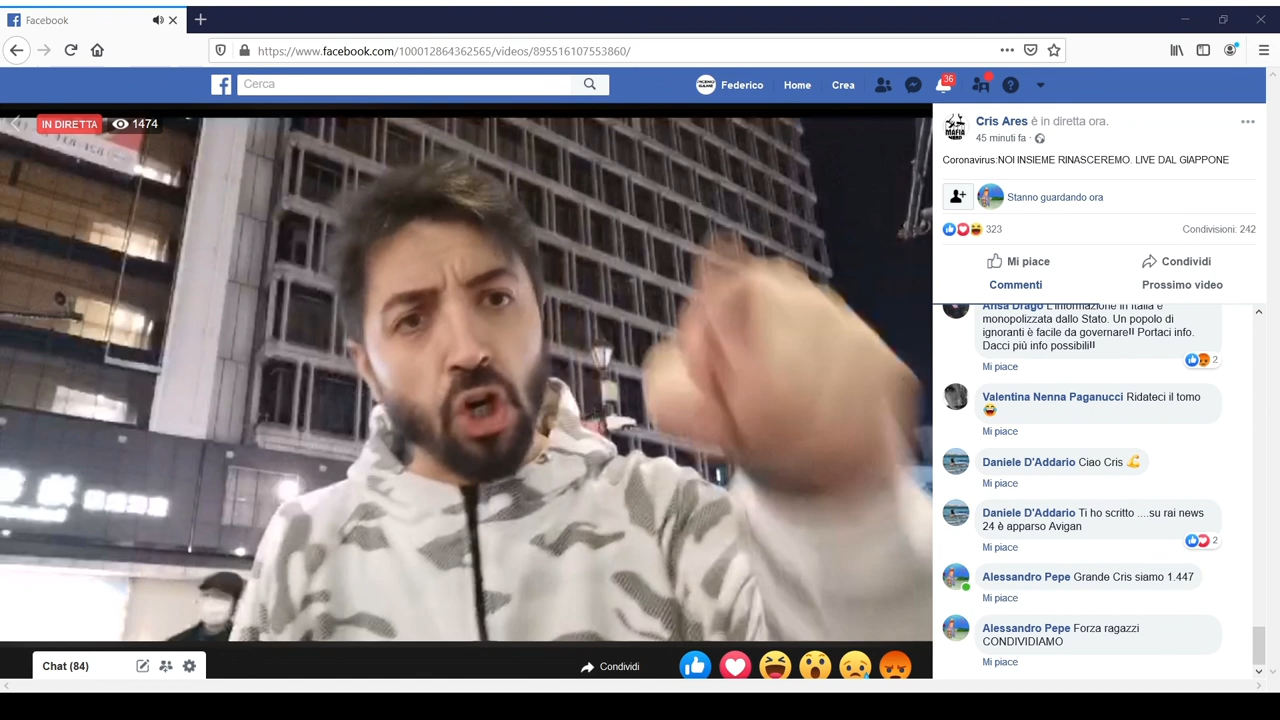 Facebook
https://www.facebook.com/100012864362565/videos/895516107553860/
Cerca
Federico
Home
Crea
36
IN DIRETTA
1474
MAFIA
Cris Ares è in diretta ora.
45 minuti fa ·
Coronavirus:NOI INSIEME RINASCEREMO. LIVE DAL GIAPPONE
Stanno guardando ora
323
Condivisioni: 242
Mi piace
Condividi
Commenti
Prossimo video
Drago L'informazione in Italia è
monopolizzata dallo Stato. Un popolo di
ignoranti è facile da governare!! Portaci info.
Dacci più info possibili!!
2
Mi piace
Valentina Nenna Paganucci Ridateci il tomo
Mi piace
Daniele D'Addario Ciao Cris
Mi piace
Daniele D'Addario Ti ho scritto ....su rai news
24 è apparso Avigan
2
Mi piace
Alessandro Pepe Grande Cris siamo 1.447
Mi piace
Alessandro Pepe Forza ragazzi
CONDIVIDIAMO
Mi piace
Chat (84)
Condividi